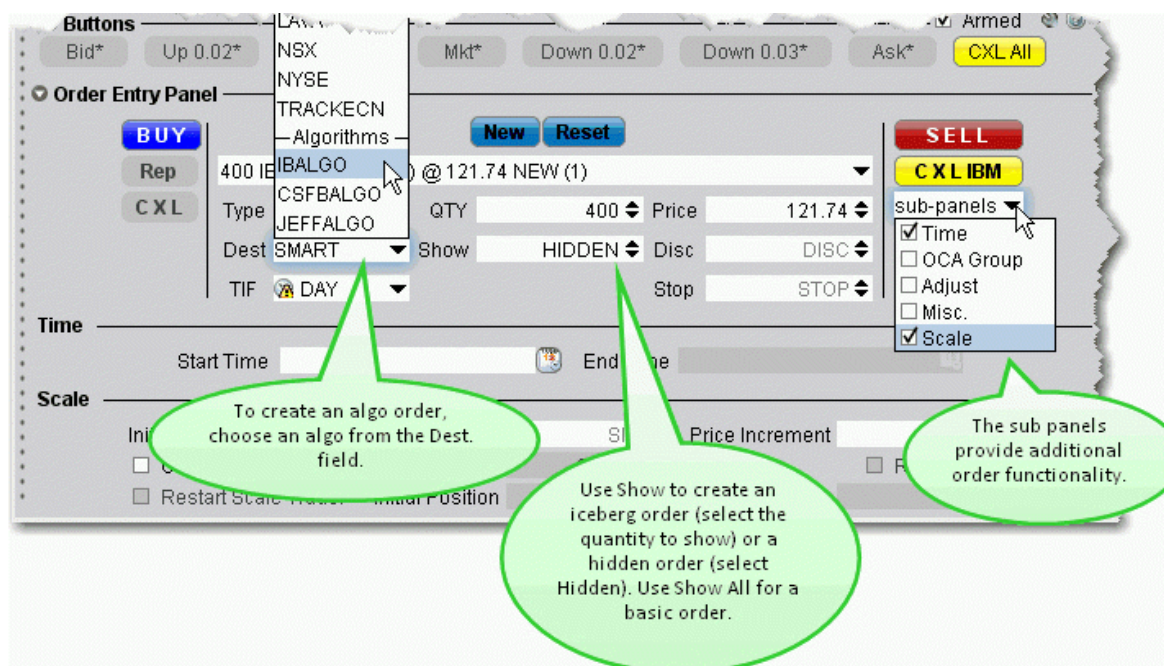 Buttons Armed
Bid* Up 0.02* NSX Mkt* Down 0.02* Down 0.03* Ask* CXL All
NYSE
Order Entry Panel
TRACKECN
BUY Algorithms New Reset SELL
Rep 400 IBALGO @ 121.74 NEW (1) CXL IBM
CXL CSFBALGO sub-panels
Type JEFFALGO QTY 400 Price 121.74
Time
Dest SMART Show HIDDEN Disc DISC
OCA Group
TIF DAY Stop STOP
Adjust
Misc.
Scale
Time
Start Time End
Scale
Price Increment
Restart
Position
To create an algo order,
choose an algo from the Dest.
field.
Use Show to create an
iceberg order (select the
quantity to show) or a
hidden order (select
Hidden). Use Show All for a
basic order.
The sub panels
provide additional
order functionality.